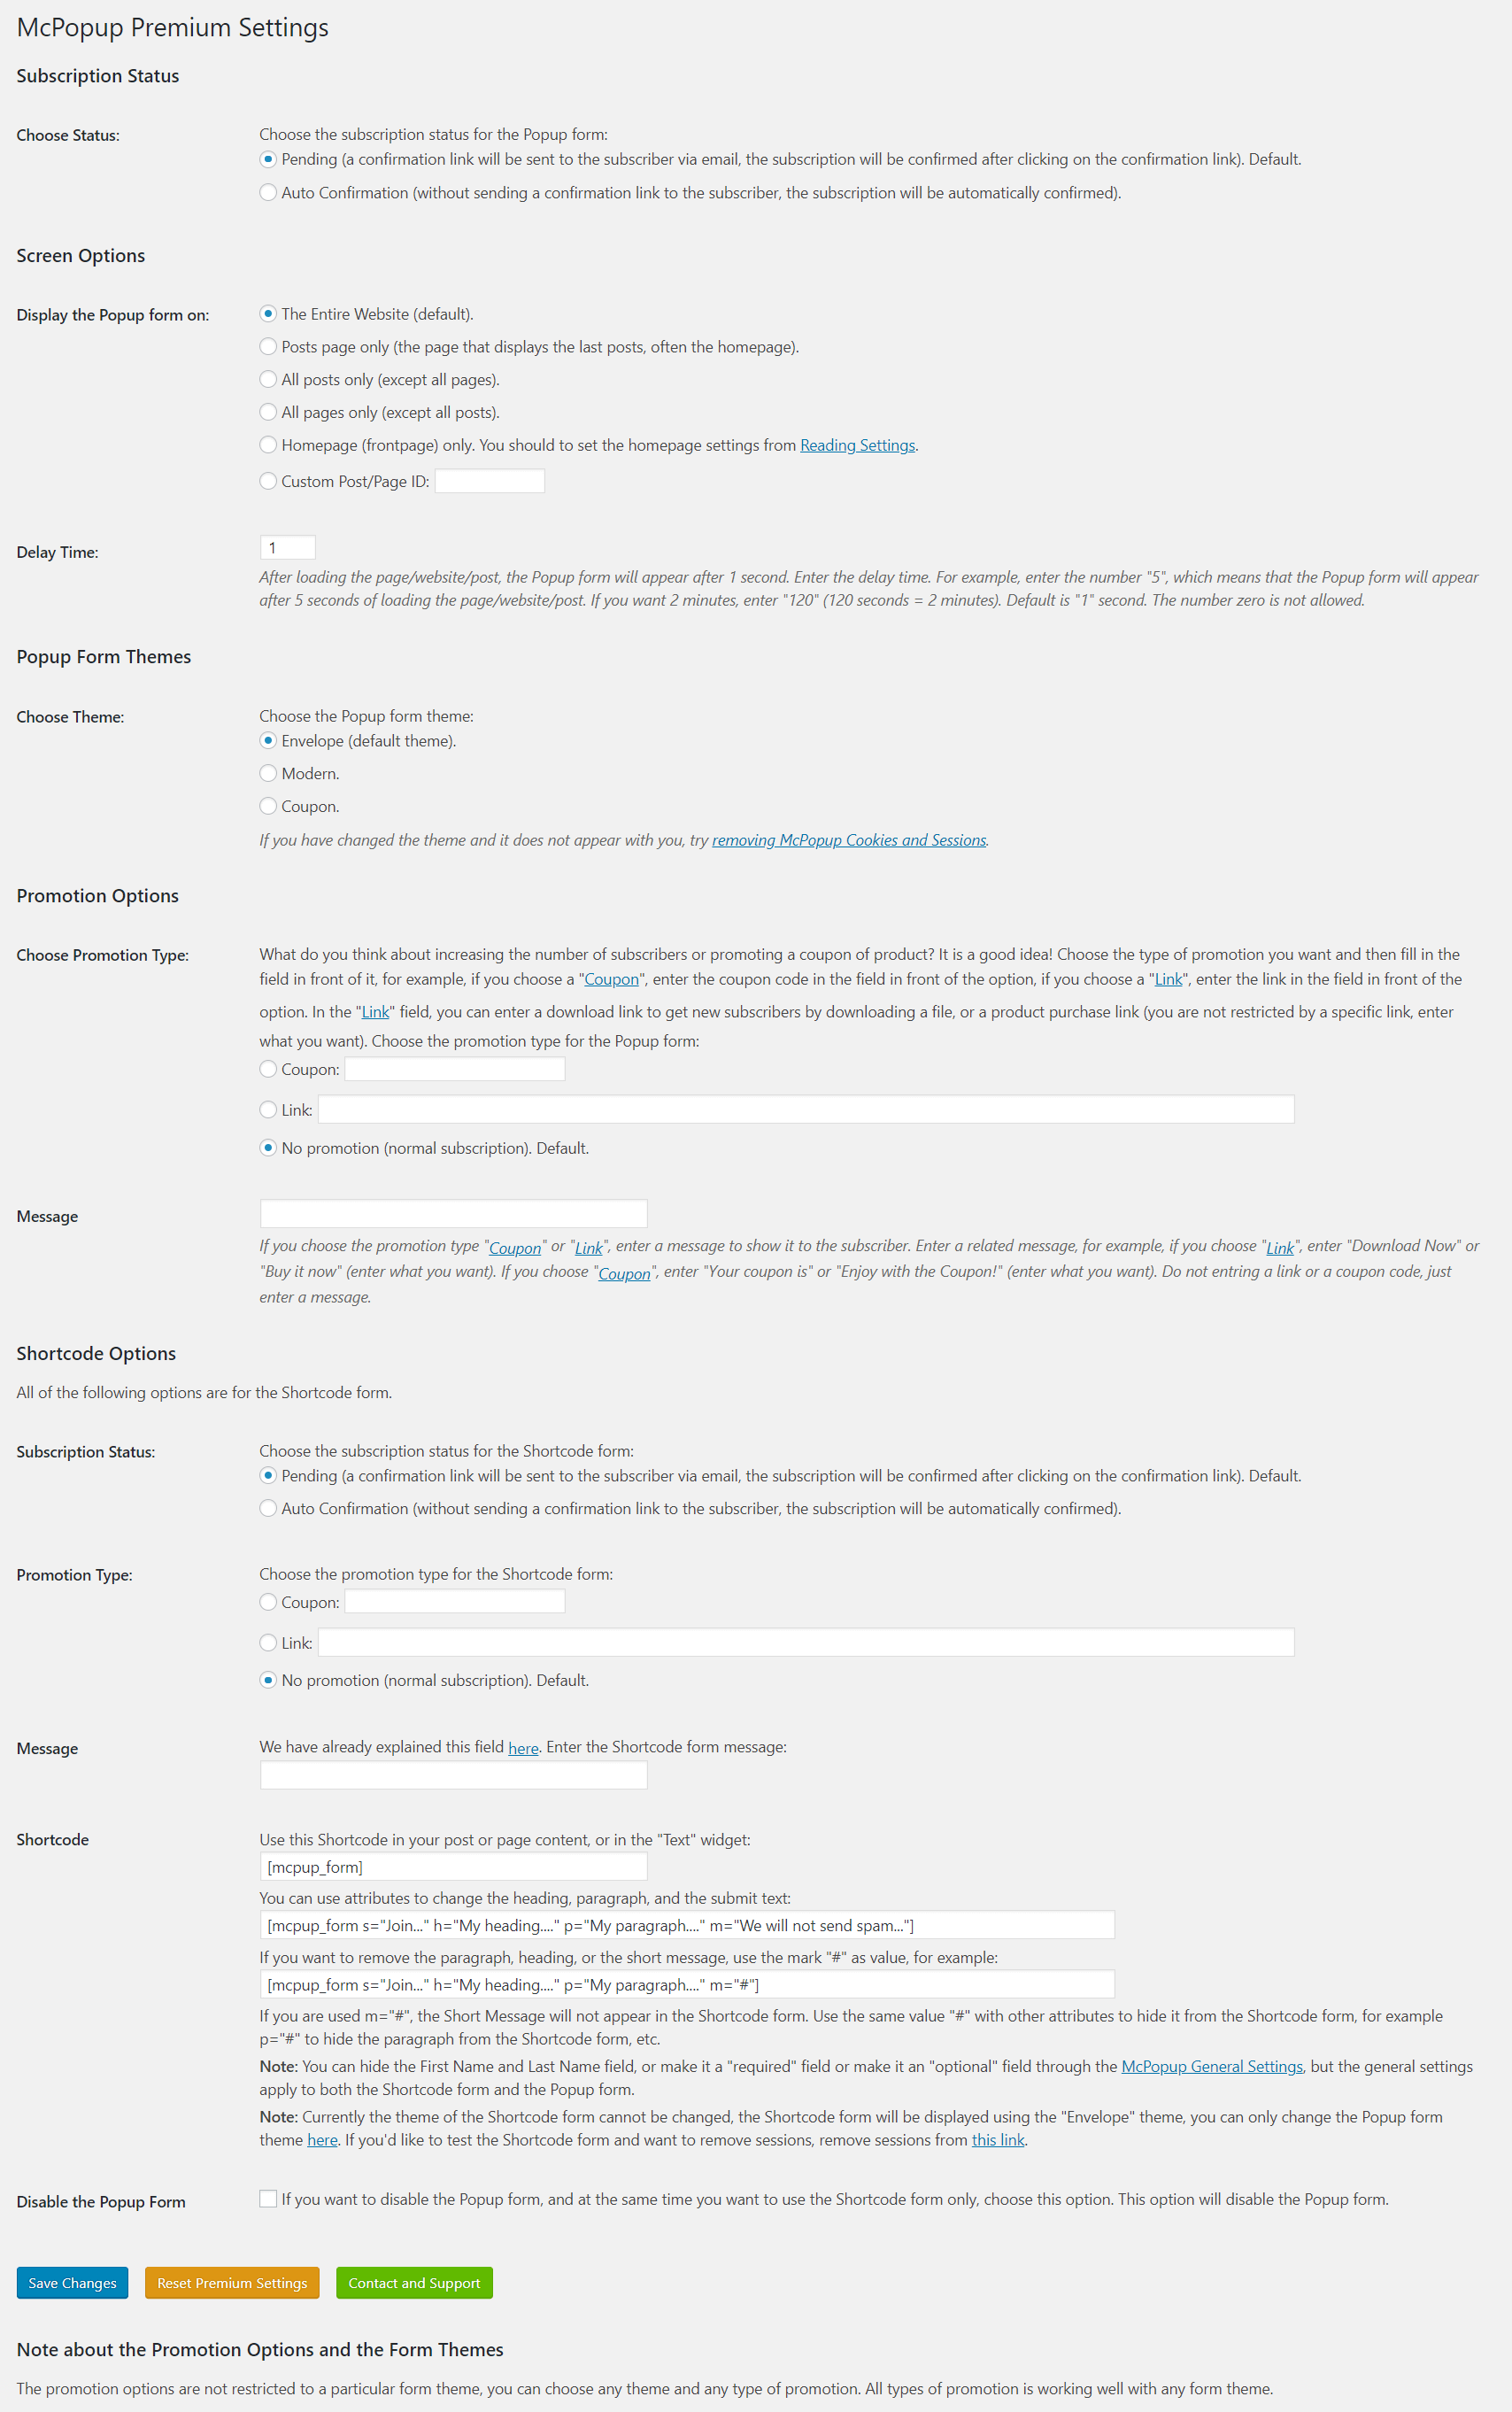 McPopup Premium Settings
Subscription Status
Choose Status:
Choose the subscription status for the Popup form:
Pending (a confirmation link will be sent to the subscriber via email, the subscription will be confirmed after clicking on the confirmation link). Default.
Auto Confirmation (without sending a confirmation link to the subscriber, the subscription will be automatically confirmed).
Screen Options
Display the Popup form on:
The Entire Website (default).
Posts page only (the page that displays the last posts, often the homepage).
All posts only (except all pages).
All pages only (except all posts).
Homepage (frontpage) only. You should to set the homepage settings from Reading Settings.
Custom Post/Page ID:
Delay Time:
1
After loading the page/website/post, the Popup form will appear after 1 second. Enter the delay time. For example, enter the number "5", which means that the Popup form will appear
after 5 seconds of loading the page/website/post. If you want 2 minutes, enter "120" (120 seconds = 2 minutes). Default is "1" second. The number zero is not allowed.
Popup Form Themes
Choose Theme:
Choose the Popup form theme:
Envelope (default theme).
Modern.
Coupon.
If you have changed the theme and it does not appear with you, try removing McPopup Cookies and Sessions.
Promotion Options
Choose Promotion Type:
What do you think about increasing the number of subscribers or promoting a coupon of product? It is a good idea! Choose the type of promotion you want and then fill in the
field in front of it, for example, if you choose a "Coupon", enter the coupon code in the field in front of the option, if you choose a "Link", enter the link in the field in front of the
option. In the "Link" field, you can enter a download link to get new subscribers by downloading a file, or a product purchase link (you are not restricted by a specific link, enter
what you want). Choose the promotion type for the Popup form:
Coupon:
Link:
No promotion (normal subscription). Default.
Message
If you choose the promotion type "Coupon" or "Link", enter a message to show it to the subscriber. Enter a related message, for example, if you choose "Link", enter "Download Now" or
"Buy it now" (enter what you want). If you choose "Coupon", enter "Your coupon is" or "Enjoy with the Coupon!" (enter what you want). Do not entring a link or a coupon code, just
enter a message.
Shortcode Options
All of the following options are for the Shortcode form.
Subscription Status:
Choose the subscription status for the Shortcode form:
Pending (a confirmation link will be sent to the subscriber via email, the subscription will be confirmed after clicking on the confirmation link). Default.
Auto Confirmation (without sending a confirmation link to the subscriber, the subscription will be automatically confirmed).
Promotion Type:
Choose the promotion type for the Shortcode form:
Coupon:
Link:
No promotion (normal subscription). Default.
Message
We have already explained this field here. Enter the Shortcode form message:
Shortcode
Use this Shortcode in your post or page content, or in the "Text" widget:
[mcpup_form]
You can use attributes to change the heading, paragraph, and the submit text:
[mcpup_form s="Join..." h="My heading...." p="My paragraph...." m="We will not send spam..."]
If you want to remove the paragraph, heading, or the short message, use the mark "#" as value, for example:
[mcpup_form s="Join..." h="My heading...." p="My paragraph...." m="#"]
If you are used m="#", the Short Message will not appear in the Shortcode form. Use the same value "#" with other attributes to hide it from the Shortcode form, for example
p="#" to hide the paragraph from the Shortcode form, etc.
Note: You can hide the First Name and Last Name field, or make it a "required" field or make it an "optional" field through the McPopup General Settings, but the general settings
apply to both the Shortcode form and the Popup form.
Note: Currently the theme of the Shortcode form cannot be changed, the Shortcode form will be displayed using the "Envelope" theme, you can only change the Popup form
theme here. If you'd like to test the Shortcode form and want to remove sessions, remove sessions from this link.
Disable the Popup Form
If you want to disable the Popup form, and at the same time you want to use the Shortcode form only, choose this option. This option will disable the Popup form.
Save Changes
Reset Premium Settings
Contact and Support
Note about the Promotion Options and the Form Themes
The promotion options are not restricted to a particular form theme, you can choose any theme and any type of promotion. All types of promotion is working well with any form theme.